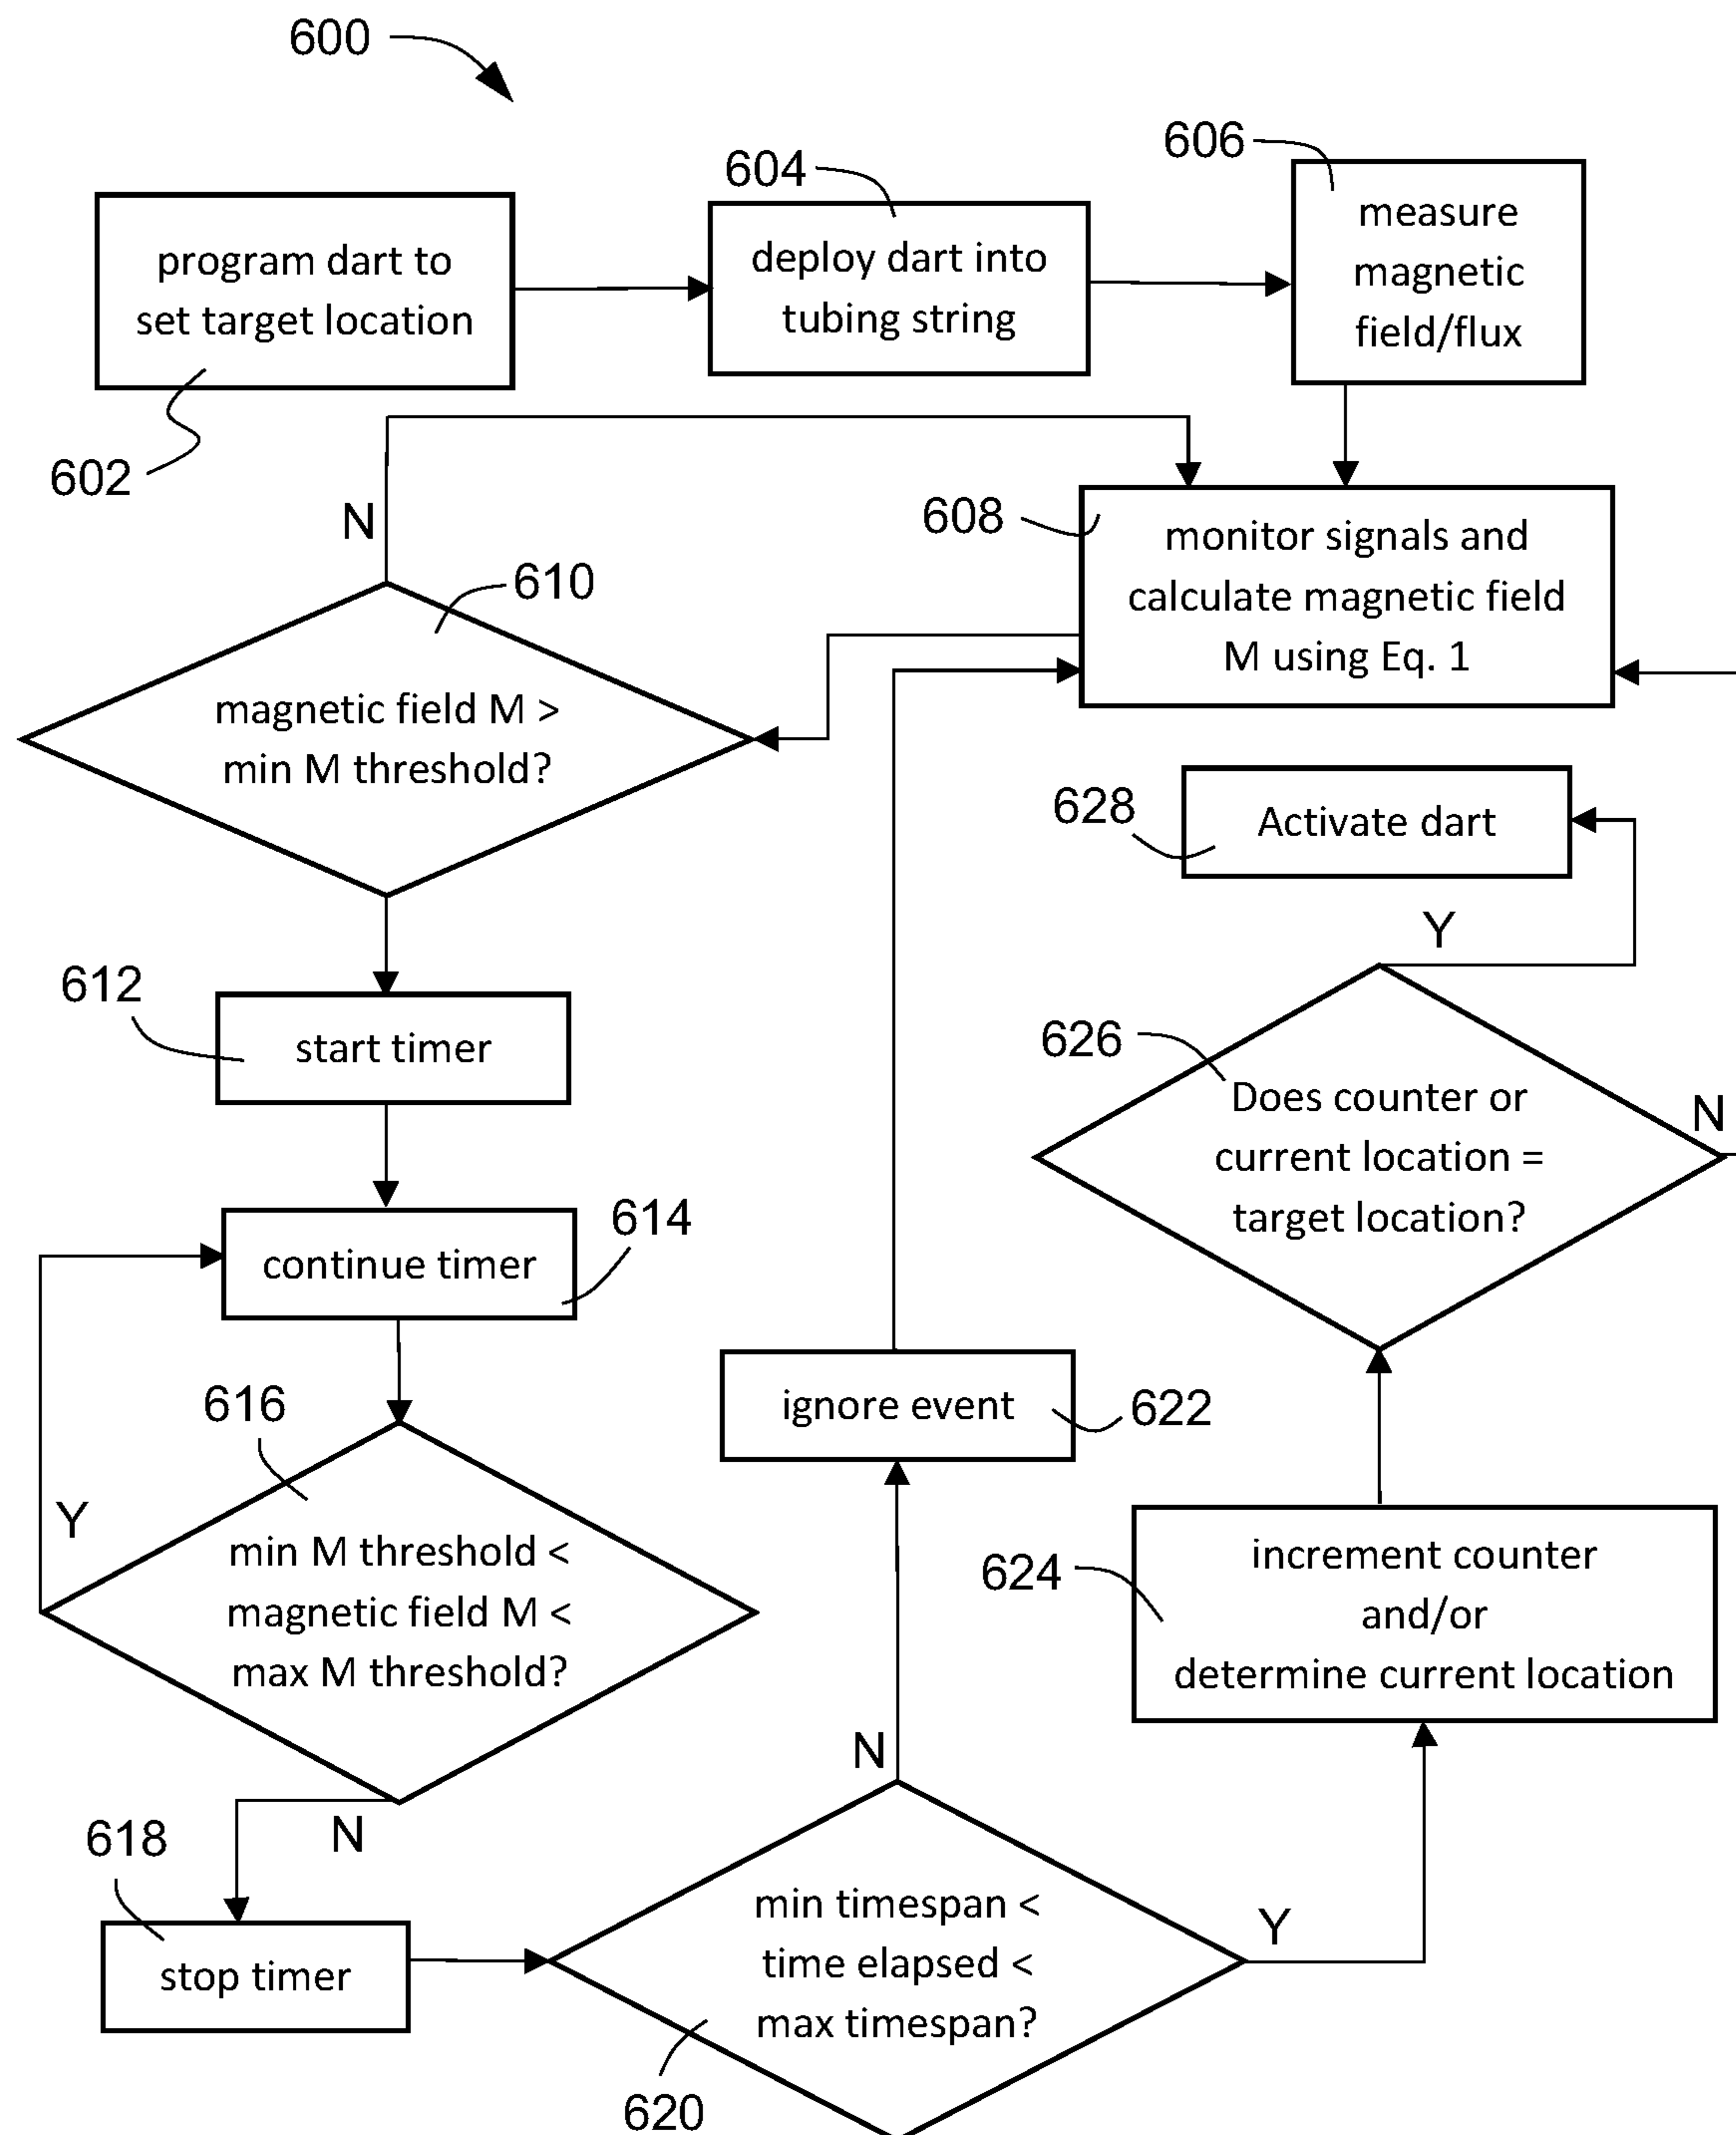 600
602
program dart to
set target location
604
deploy dart into
tubing string
606
measure
magnetic
field/flux
608
monitor signals and
calculate magnetic field
M using Eq. 1
N
610
magnetic field M >
min M threshold?
612
start timer
614
continue timer
616
min M threshold <
magnetic field M <
max M threshold?
Y
N
618
stop timer
620
min timespan <
time elapsed <
max timespan?
N
Y
622
ignore event
624
increment counter
and/or
determine current location
626
Does counter or
current location =
target location?
N
Y
628
Activate dart